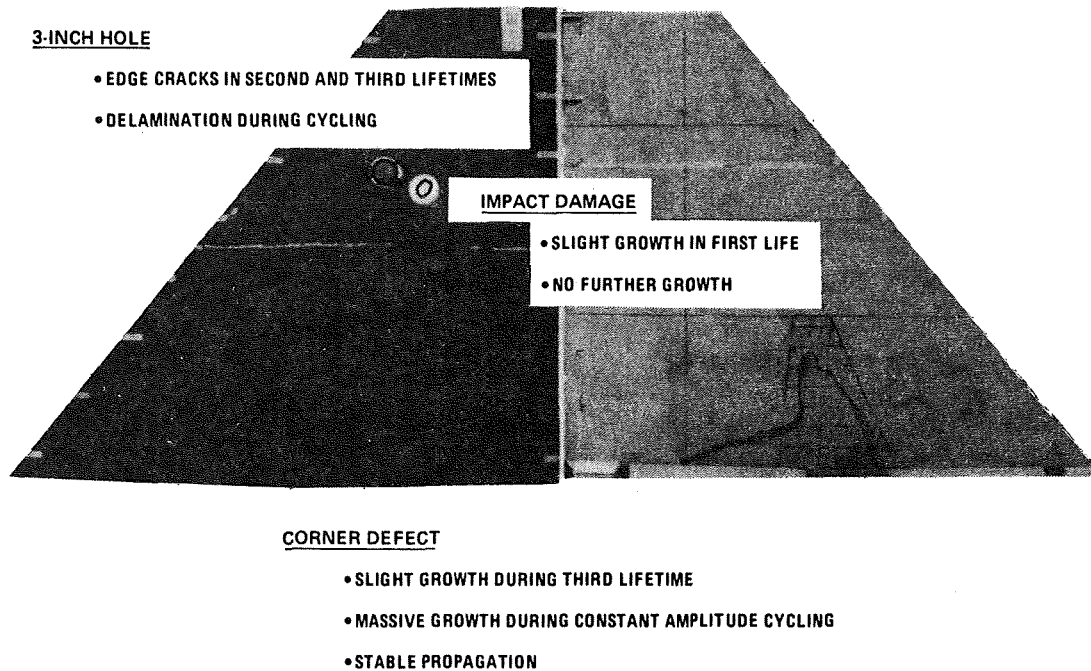 3-INCH HOLE
• EDGE CRACKS IN SECOND AND THIRD LIFETIMES
• DELAMINATION DURING CYCLING
IMPACT DAMAGE
• SLIGHT GROWTH IN FIRST LIFE
• NO FURTHER GROWTH
CORNER DEFECT
• SLIGHT GROWTH DURING THIRD LIFETIME
• MASSIVE GROWTH DURING CONSTANT AMPLITUDE CYCLING
• STABLE PROPAGATION